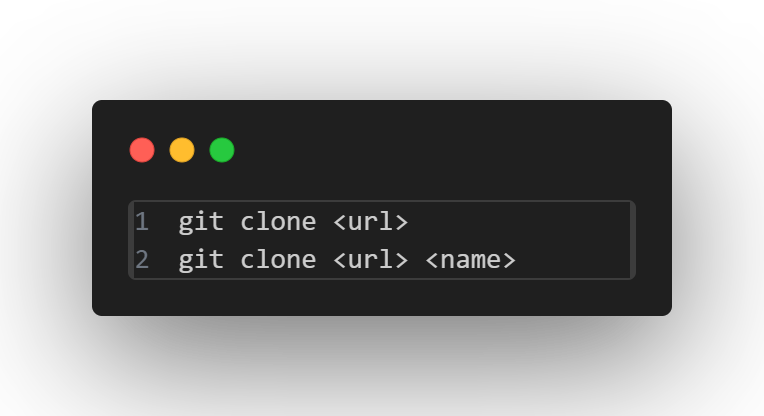 1 git clone <url>
2 git clone <url> <name>